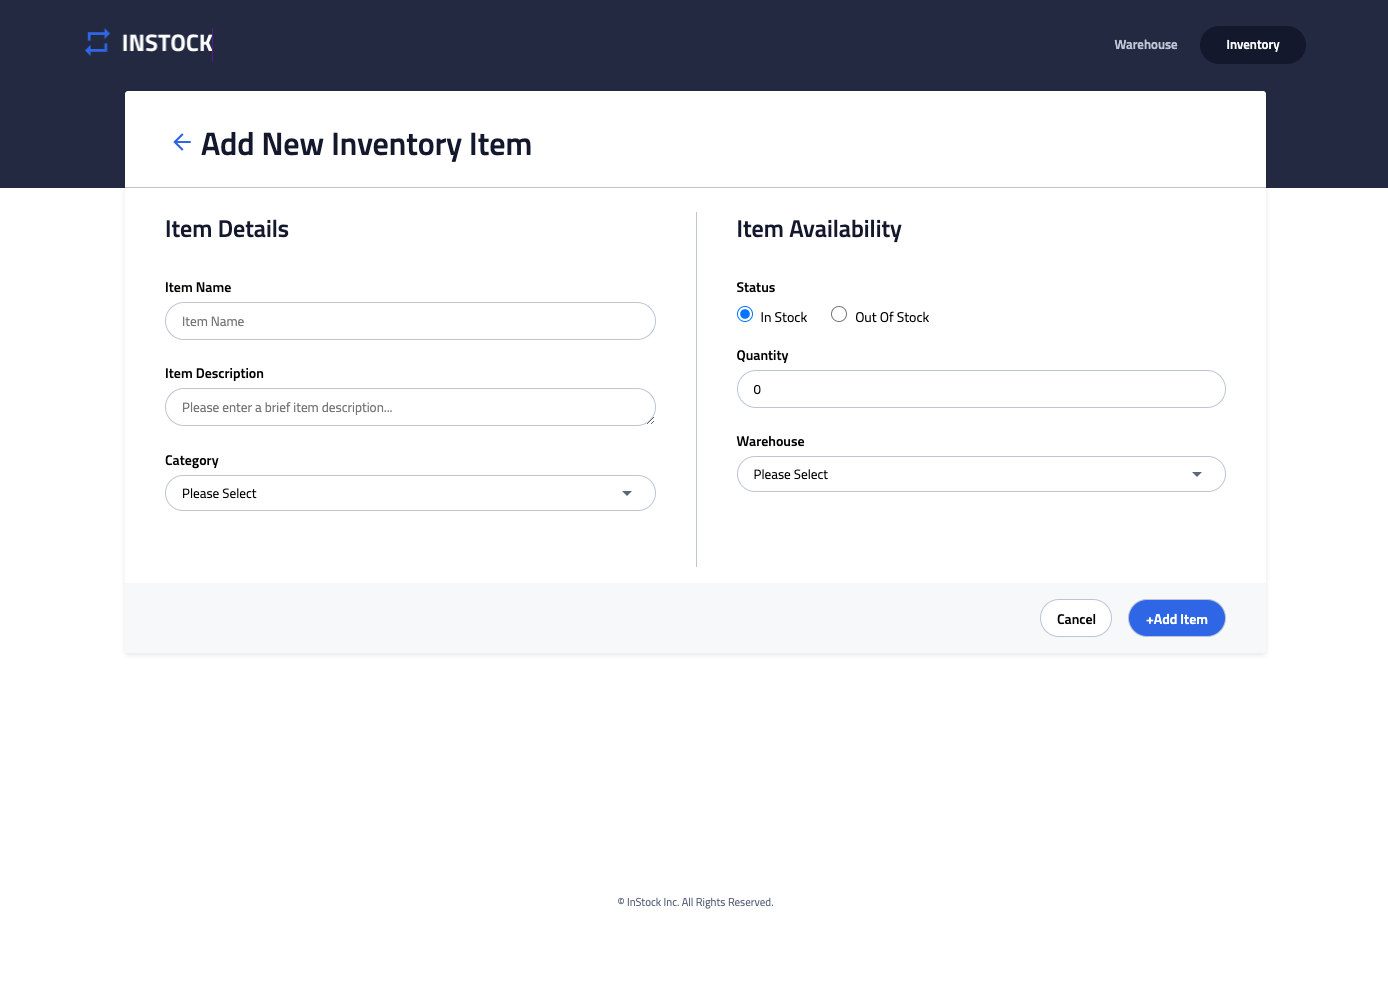 INSTOCK
Warehouse
Inventory
Add New Inventory Item
Item Details
Item Name
Item Name
Item Description
Please enter a brief item description...
Category
Please Select
Item Availability
Status
In Stock
Out Of Stock
Quantity
0
Warehouse
Please Select
Cancel
+Add Item
© InStock Inc. All Rights Reserved.